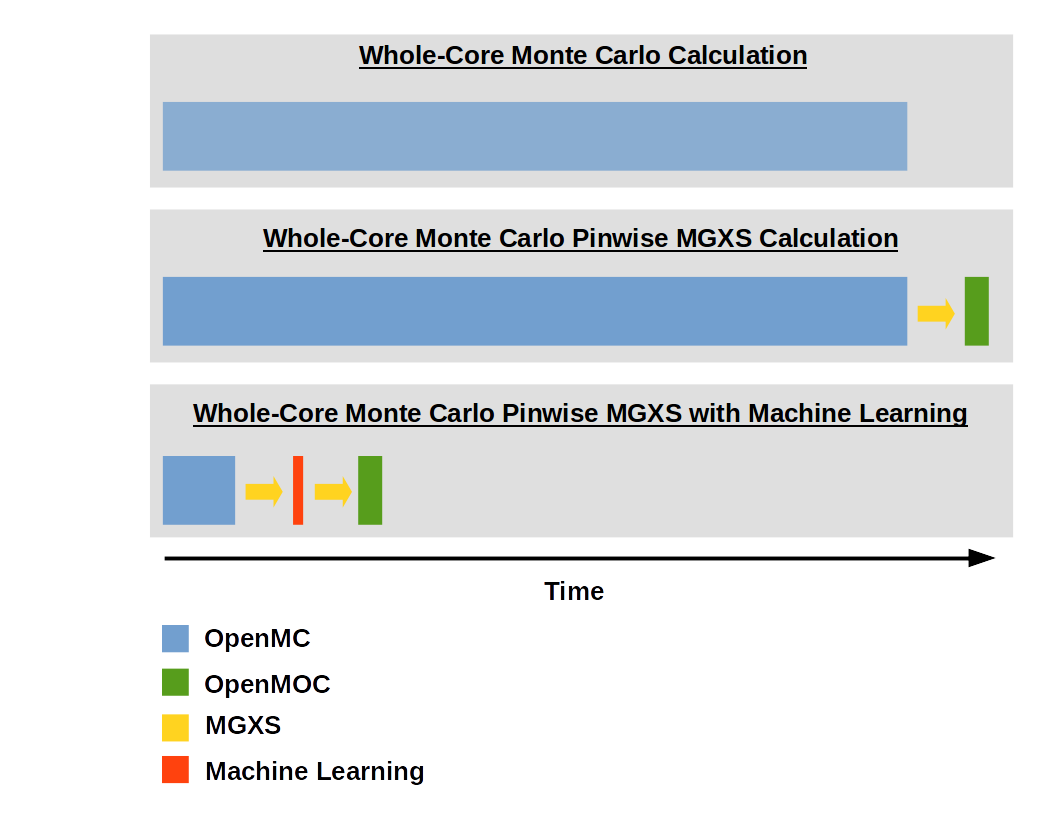 Whole-Core Monte Carlo Calculation
Whole-Core Monte Carlo Pinwise MGXS Calculation
Whole-Core Monte Carlo Pinwise MGXS with Machine Learning
Time
OpenMC
OpenMOC
MGXS
Machine Learning